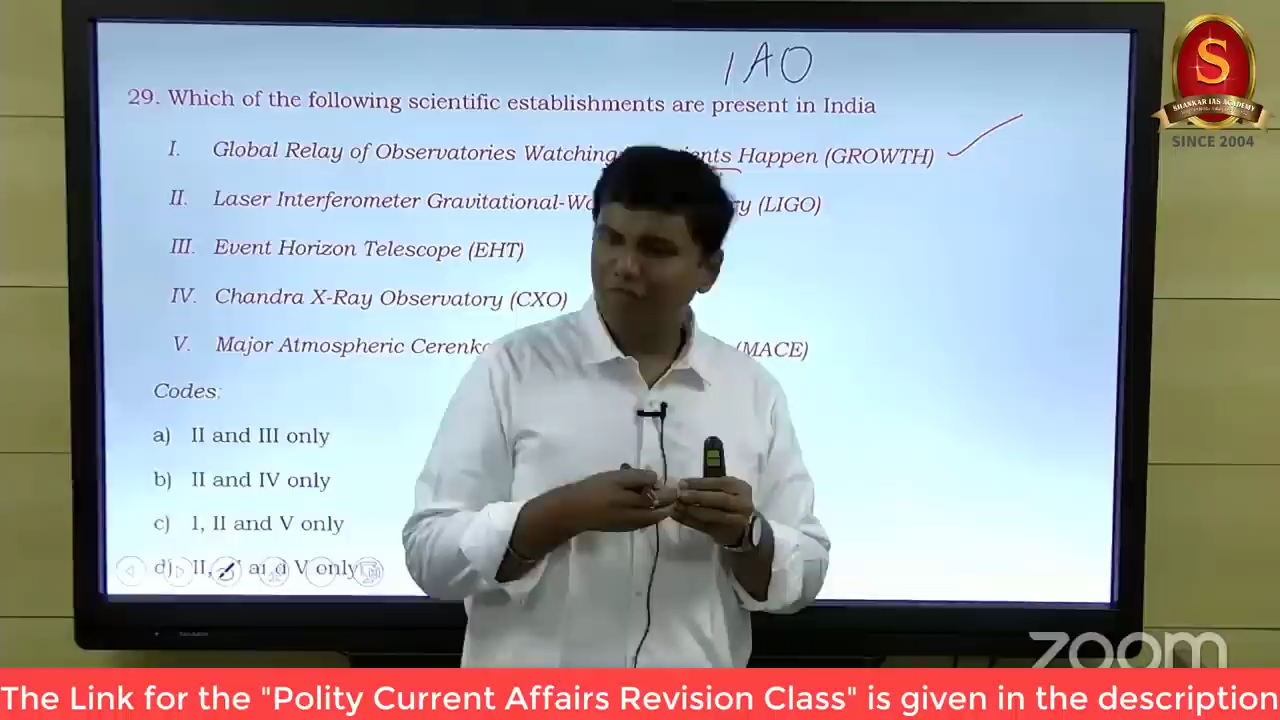 IAO
29. Which of the following scientific establishments are present in India
I. Global Relay of Observatories Watching Happen (GROWTH)
II. Laser Interferometer Gravitational- (LIGO)
III. Event Horizon Telescope (EHT)
IV. Chandra X-Ray Observatory (CXO)
V. Major Atmospheric (MACE)
Codes:
a) II and III only
b) II and IV only
c) I, II and V only
d) II, V only
S
SHANKAR IAS ACADEMY
SINCE 2004
zoom
The Link for the "Polity Current Affairs Revision Class" is given in the description